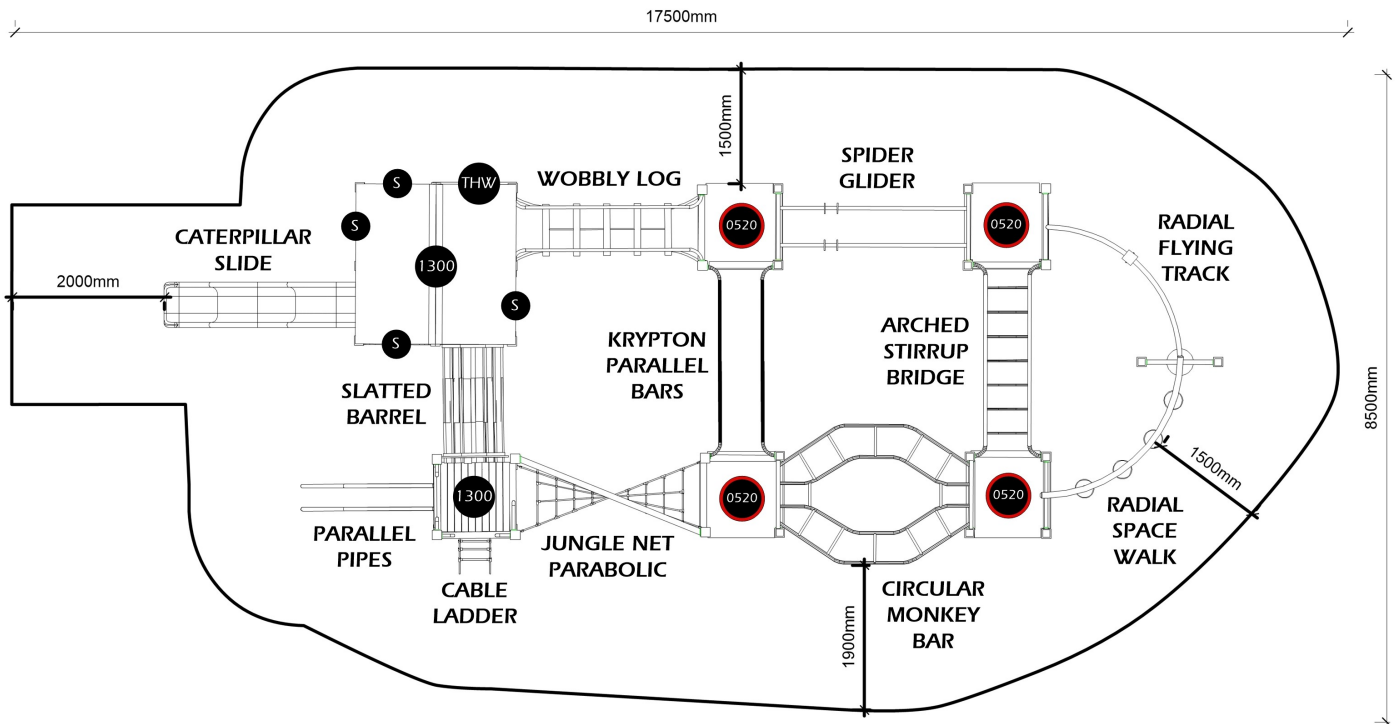 17500mm
1500mm
8500mm
S
THW
WOBBLY LOG
SPIDER
GLIDER
S
0520
0520
CATERPILLAR
SLIDE
RADIAL
FLYING
TRACK
1300
2000mm
S
KRYPTON
PARALLEL
BARS
ARCHED
STIRRUP
BRIDGE
S
SLATTED
BARREL
1500mm
1300
0520
0520
PARALLEL
PIPES
JUNGLE NET
PARABOLIC
RADIAL
SPACE
WALK
CABLE
LADDER
CIRCULAR
MONKEY
BAR
1900mm